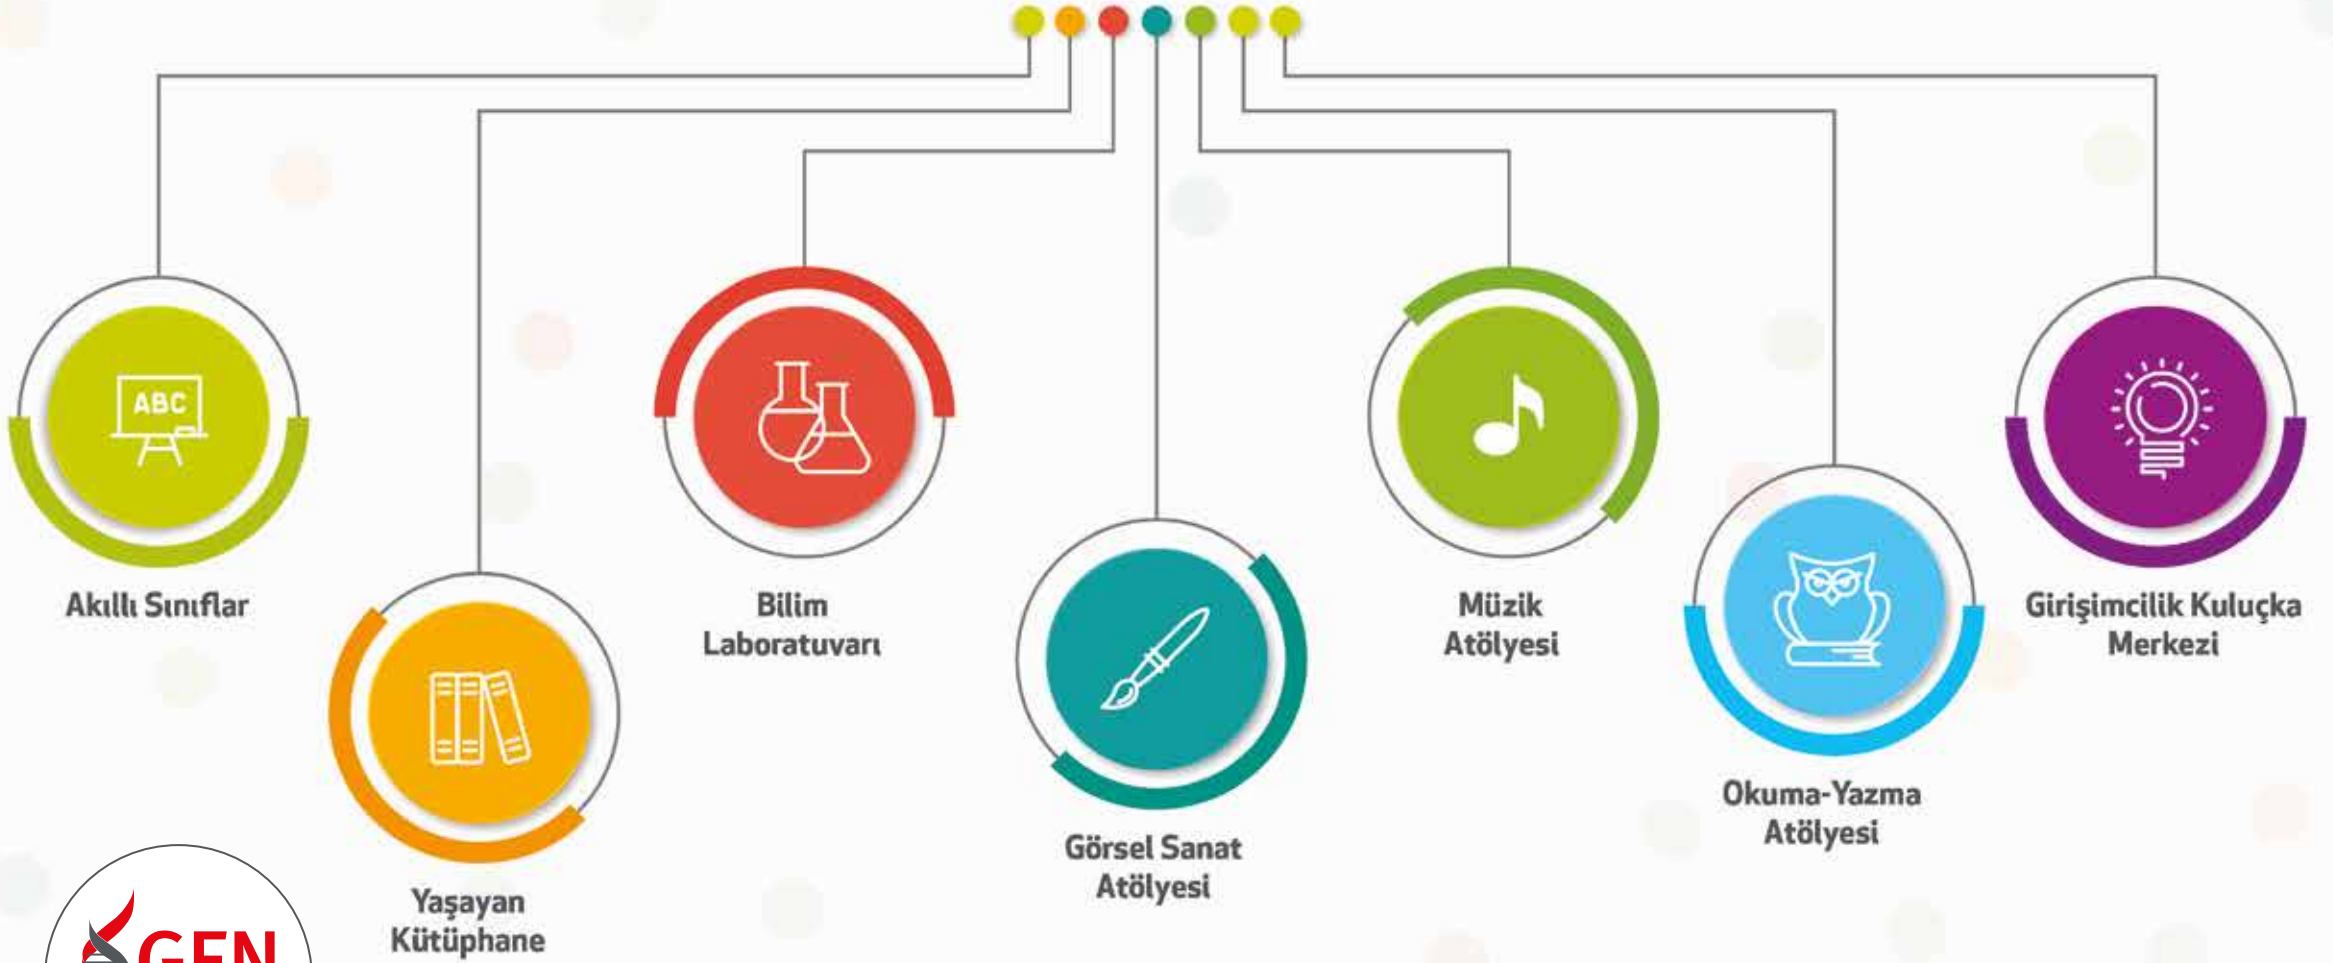 ABC
Akıllı Sınıflar
Yaşayan
Kütüphane
Bilim
Laboratuvarı
Görsel Sanat
Atölyesi
Müzik
Atölyesi
Okuma-Yazma
Atölyesi
Girişimcilik Kuluçka
Merkezi
GEN